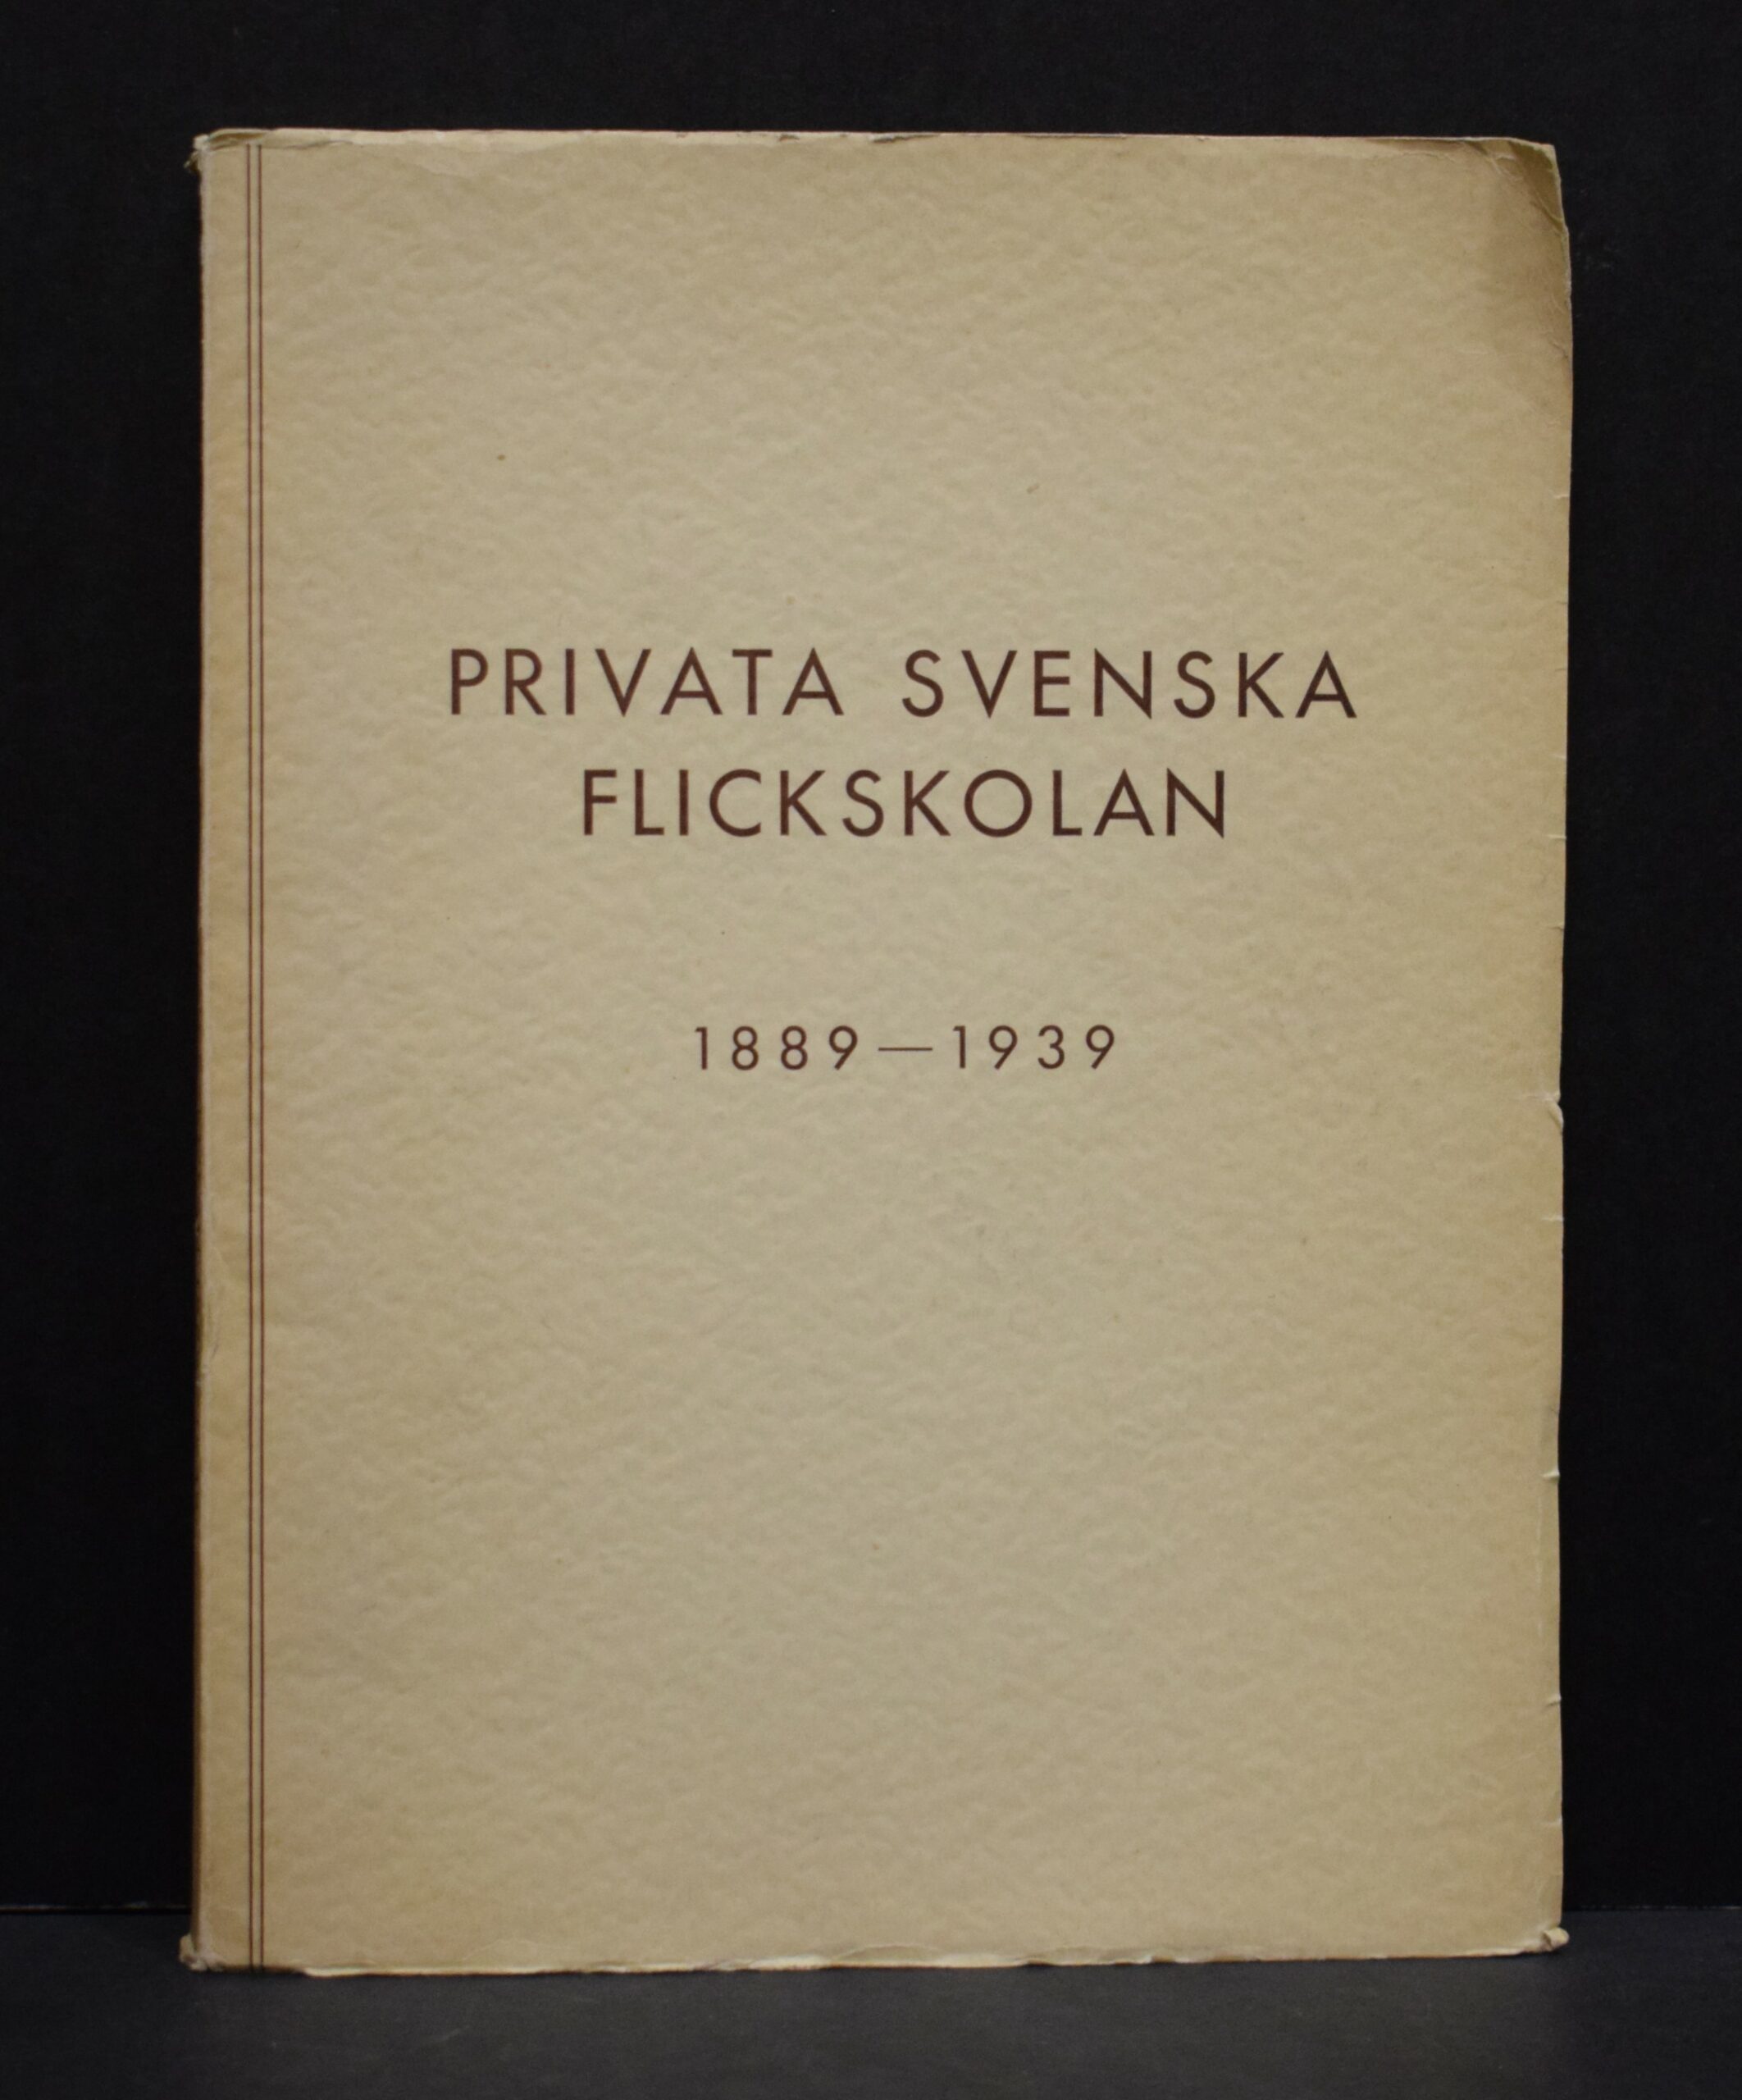 PRIVATA SVENSKA
FLICKSKOLAN
1889—1939